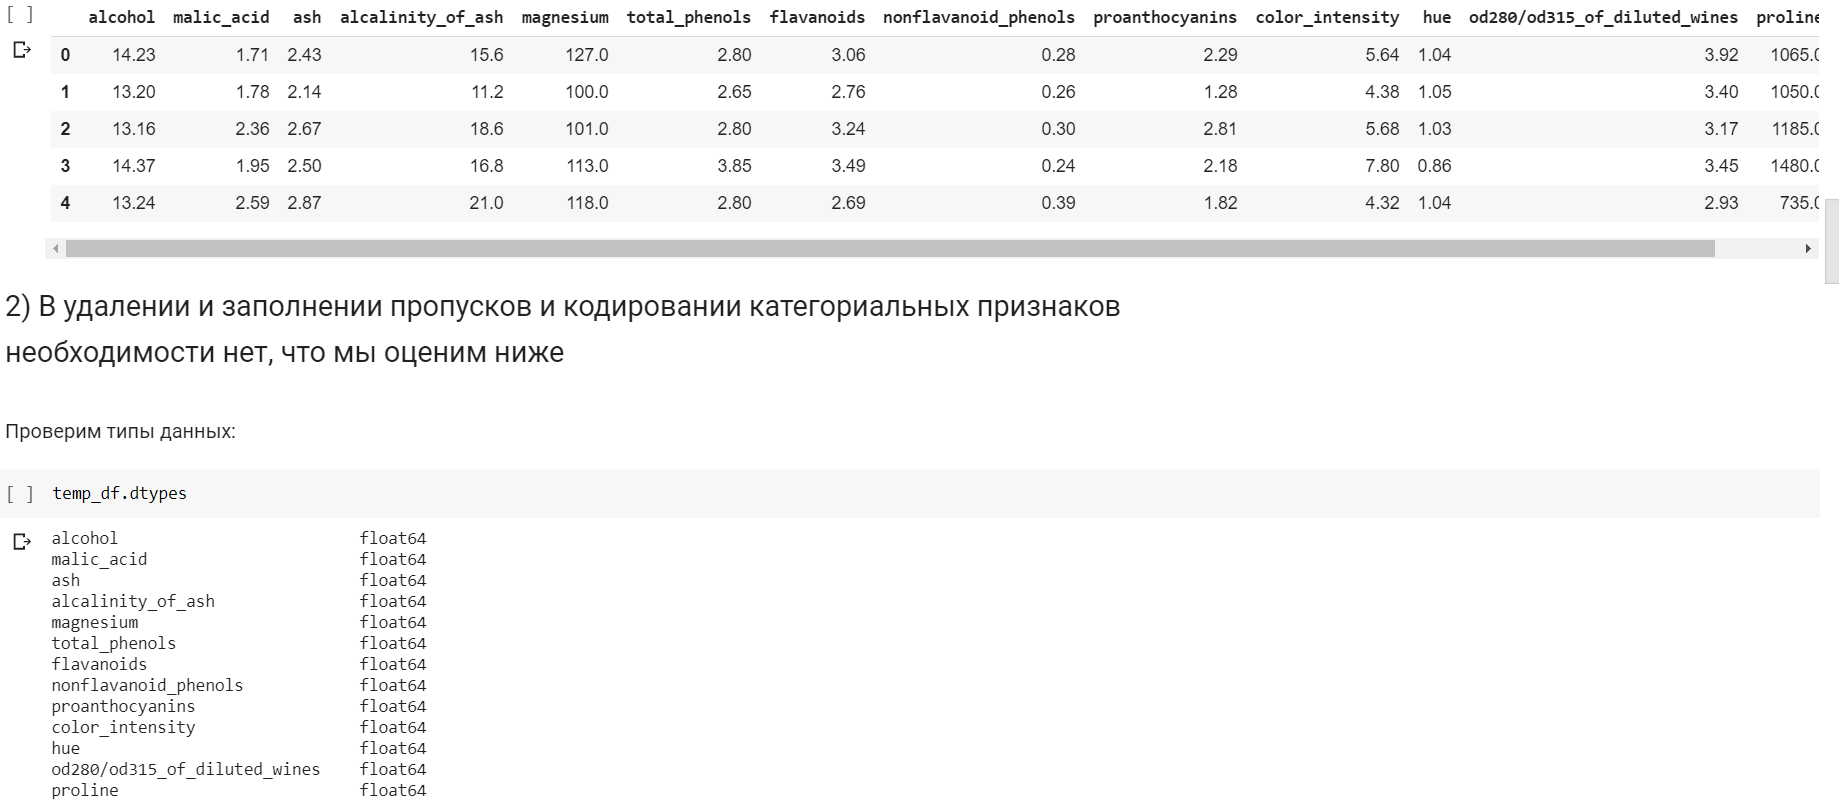 [ ] alcohol malic_acid ash alcalinity_of_ash magnesium total_phenols flavanoids nonflavanoid_phenols proanthocyanins color_intensity hue od280/od315_of_diluted_wines proline
0 14.23 1.71 2.43 15.6 127.0 2.80 3.06 0.28 2.29 5.64 1.04 3.92 1065.0
1 13.20 1.78 2.14 11.2 100.0 2.65 2.76 0.26 1.28 4.38 1.05 3.40 1050.0
2 13.16 2.36 2.67 18.6 101.0 2.80 3.24 0.30 2.81 5.68 1.03 3.17 1185.0
3 14.37 1.95 2.50 16.8 113.0 3.85 3.49 0.24 2.18 7.80 0.86 3.45 1480.0
4 13.24 2.59 2.87 21.0 118.0 2.80 2.69 0.39 1.82 4.32 1.04 2.93 735.0
2) В удалении и заполнении пропусков и кодировании категориальных признаков
необходимости нет, что мы оценим ниже
Проверим типы данных:
[ ] temp_df.dtypes
alcohol float64
malic_acid float64
ash float64
alcalinity_of_ash float64
magnesium float64
total_phenols float64
flavanoids float64
nonflavanoid_phenols float64
proanthocyanins float64
color_intensity float64
hue float64
od280/od315_of_diluted_wines float64
proline float64